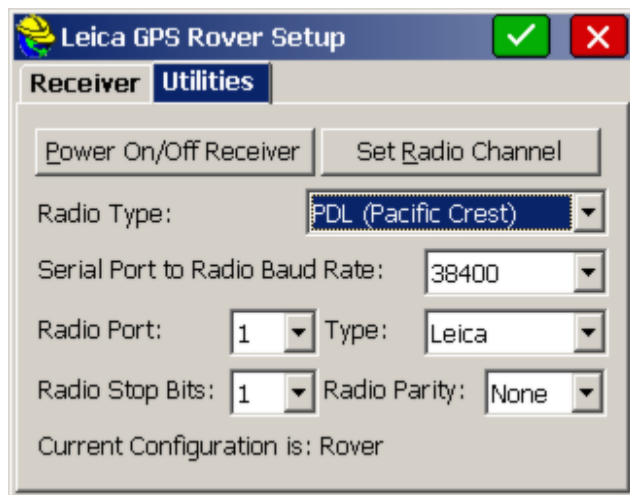 Leica GPS Rover Setup
Receiver Utilities
Power On/Off Receiver Set Radio Channel
Radio Type: PDL (Pacific Crest)
Serial Port to Radio Baud Rate: 38400
Radio Port: 1 Type: Leica
Radio Stop Bits: 1 Radio Parity: None
Current Configuration is: Rover